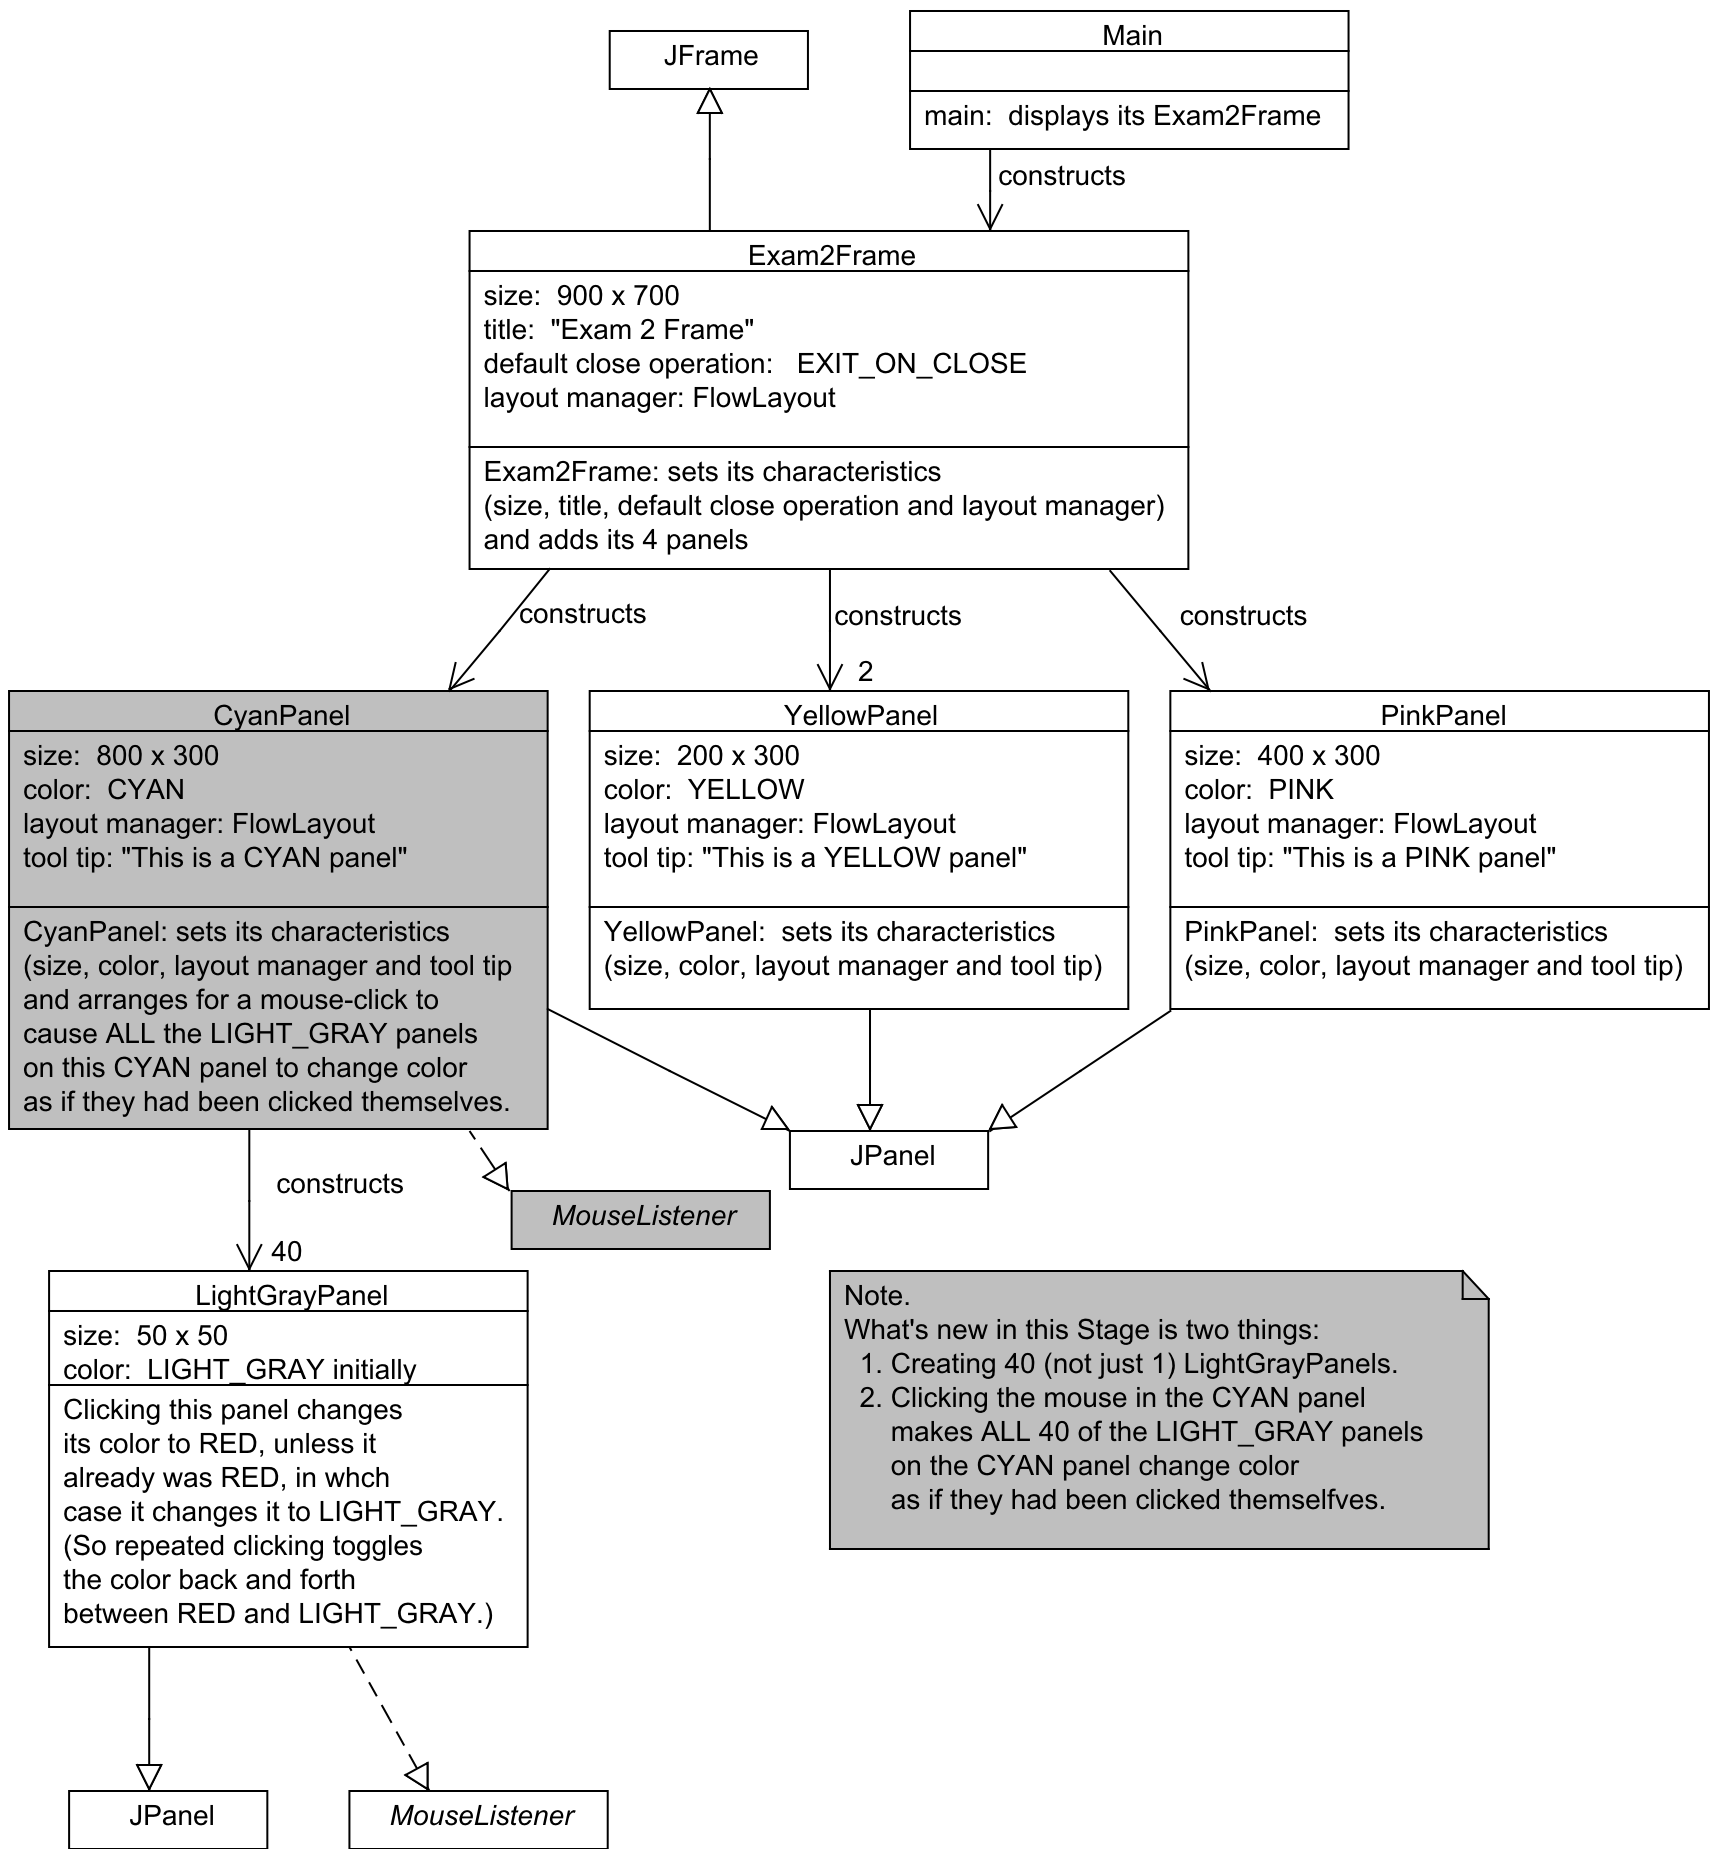 JFrame
Main
main:  displays its Exam2Frame
constructs
Exam2Frame
size:  900 x 700
title:  "Exam 2 Frame"
default close operation:   EXIT_ON_CLOSE
layout manager: FlowLayout
Exam2Frame: sets its characteristics
(size, title, default close operation and layout manager)
and adds its 4 panels
constructs
constructs
2
constructs
CyanPanel
size:  800 x 300
color:  CYAN
layout manager: FlowLayout
tool tip: "This is a CYAN panel"
CyanPanel: sets its characteristics
(size, color, layout manager and tool tip
and arranges for a mouse-click to
cause ALL the LIGHT_GRAY panels
on this CYAN panel to change color
as if they had been clicked themselves.
YellowPanel
size:  200 x 300
color:  YELLOW
layout manager: FlowLayout
tool tip: "This is a YELLOW panel"
YellowPanel:  sets its characteristics
(size, color, layout manager and tool tip)
PinkPanel
size:  400 x 300
color:  PINK
layout manager: FlowLayout
tool tip: "This is a PINK panel"
PinkPanel:  sets its characteristics
(size, color, layout manager and tool tip)
JPanel
constructs
40
MouseListener
LightGrayPanel
size:  50 x 50
color:  LIGHT_GRAY initially
Clicking this panel changes
its color to RED, unless it
already was RED, in whch
case it changes it to LIGHT_GRAY.
(So repeated clicking toggles
the color back and forth
between RED and LIGHT_GRAY.)
Note.
What's new in this Stage is two things:
1. Creating 40 (not just 1) LightGrayPanels.
2. Clicking the mouse in the CYAN panel
makes ALL 40 of the LIGHT_GRAY panels
on the CYAN panel change color
as if they had been clicked themselfves.
JPanel
MouseListener